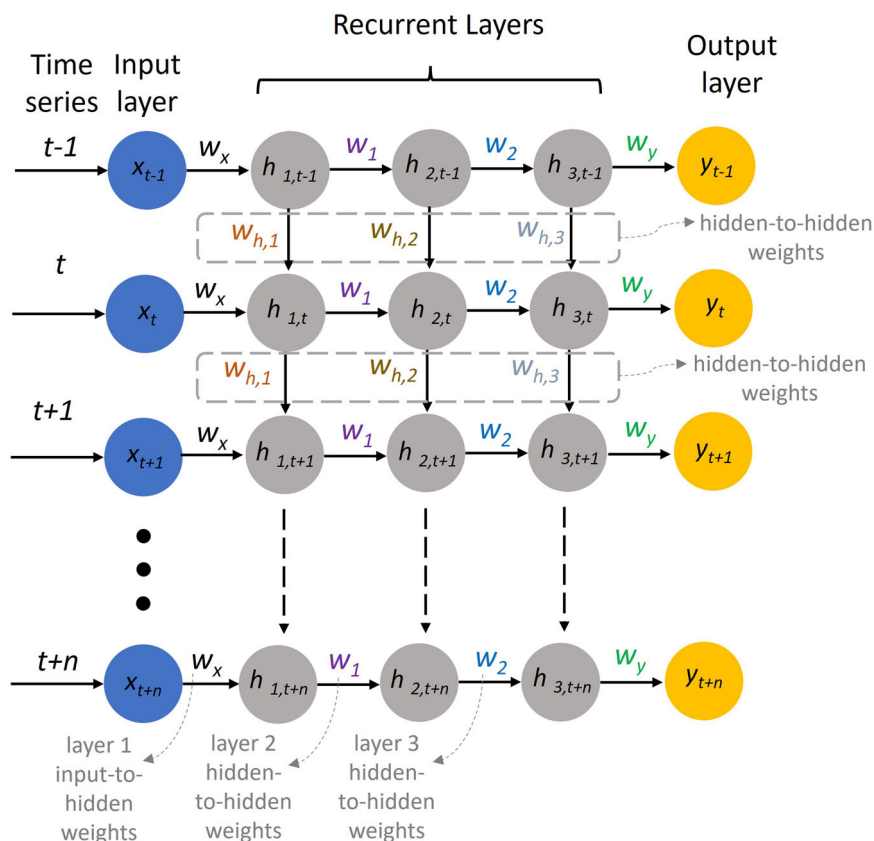 Recurrent Layers
Time series
Input layer
Output layer
t-1
x t-1
w x
h 1,t-1
w 1
h 2,t-1
w 2
h 3,t-1
w y
y t-1
w h,1
w h,2
w h,3
hidden-to-hidden
weights
t
x t
w x
h 1,t
w 1
h 2,t
w 2
h 3,t
w y
y t
w h,1
w h,2
w h,3
hidden-to-hidden
weights
t+1
x t+1
w x
h 1,t+1
w 1
h 2,t+1
w 2
h 3,t+1
w y
y t+1
t+n
x t+n
w x
h 1,t+n
w 1
h 2,t+n
w 2
h 3,t+n
w y
y t+n
layer 1
input-to-
hidden
weights
layer 2
hidden-
to-hidden
weights
layer 3
hidden-
to-hidden
weights